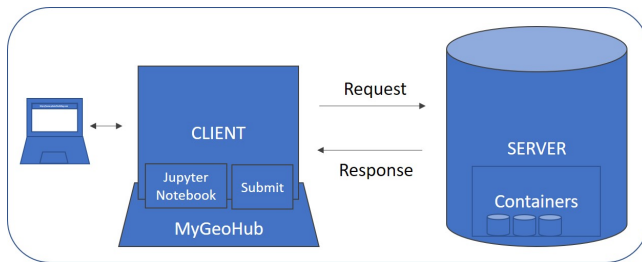 CLIENT
Jupyter
Notebook
Submit
MyGeoHub
Request
Response
SERVER
Containers